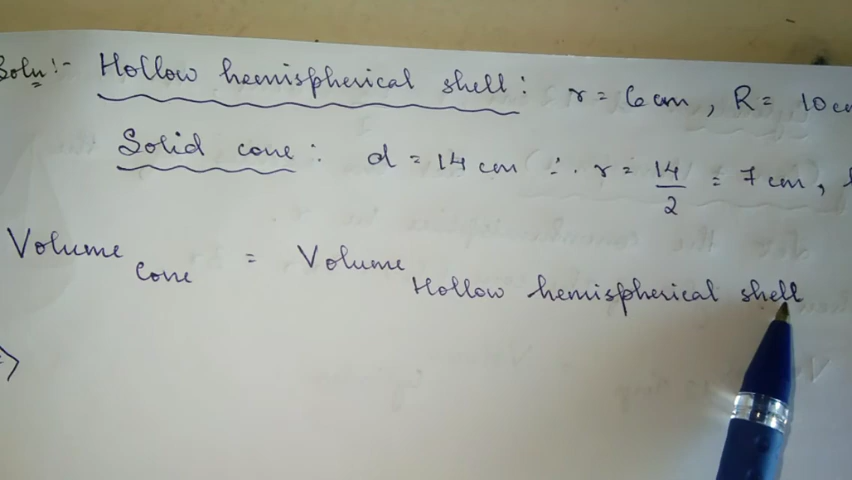 Soln:- Hollow hemispherical shell: r = 6 cm, R = 10 cm
Solid cone: d = 14 cm ∴ r = 14/2 = 7 cm,
Volume cone = Volume Hollow hemispherical shell
⇒